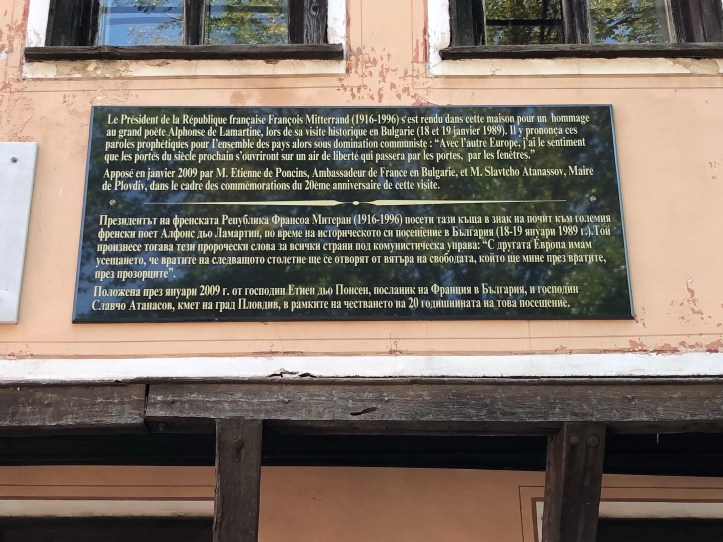 Le Président de la République française François Mitterrand (1916-1996) s'est rendu dans cette maison pour un hommage
au grand poète Alphonse de Lamartine, lors de sa visite historique en Bulgarie (18 et 19 janvier 1989). Il y prononça ces
paroles prophétiques pour l'ensemble des pays alors sous domination communiste : “Avec l'autre Europe, j'ai le sentiment
que les portes du siècle prochain s'ouvriront sur un air de liberté qui passera par les portes, par les fenêtres.”
Apposé en janvier 2009 par M. Etienne de Poncins, Ambassadeur de France en Bulgarie, et M. Slavtcho Atanassov, Maire
de Plovdiv, dans le cadre des commémorations du 20ème anniversaire de cette visite.
Президентът на френската Република Франсоа Митеран (1916-1996) посети тази къща в знак на почит към големия
френски поет Алфонс дьо Ламартин, по време на историческото си посещение в България (18-19 януари 1989 г.).Той
произнесе тогава тези пророчески слова за всички страни под комунистическа управа: “С другата Европа имам
усещането, че вратите на следващото столетие ще се отворят от вятъра на свободата, който ще мине през вратите,
през прозорците”.
Положена през януари 2009 г. от господин Етиен дьо Понсен, посланик на Франция в България, и господин
Славчо Атанасов, кмет на град Пловдив, в рамките на честването на 20 годишнината на това посещение.